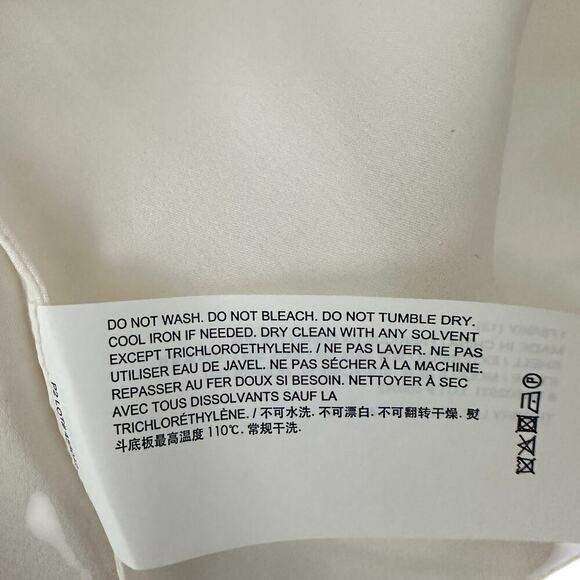 DO NOT WASH. DO NOT BLEACH. DO NOT TUMBLE DRY.
COOL IRON IF NEEDED. DRY CLEAN WITH ANY SOLVENT
EXCEPT TRICHLOROETHYLENE. / NE PAS LAVER. NE PAS
UTILISER EAU DE JAVEL. NE PAS SÉCHER À LA MACHINE.
REPASSER AU FER DOUX SI BESOIN. NETTOYER À SEC
AVEC TOUS DISSOLVANTS SAUF LA
TRICHLORÉTHYLÈNE. / 不可水洗. 不可漂白. 不可翻转干燥. 熨
斗底板最高温度 110℃. 常规干洗.